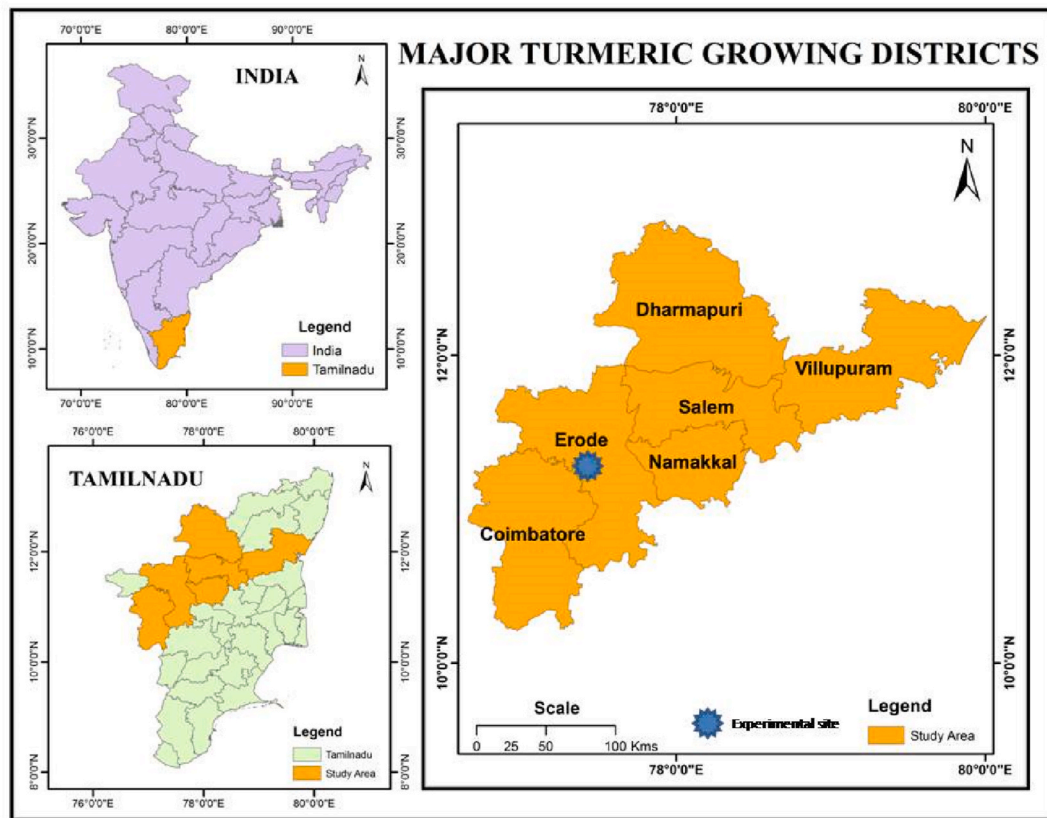 MAJOR TURMERIC GROWING DISTRICTS
70°0'0"E 80°0'0"E 90°0'0"E
INDIA
N
30°0'0"N 30°0'0"N
20°0'0"N 20°0'0"N
10°0'0"N 10°0'0"N
Legend
India
Tamilnadu
70°0'0"E 80°0'0"E 90°0'0"E
76°0'0"E 78°0'0"E 80°0'0"E
TAMILNADU
N
12°0'0"N 12°0'0"N
10°0'0"N 10°0'0"N
8°0'0"N 8°0'0"N
Legend
Tamilnadu
Study Area
76°0'0"E 78°0'0"E 80°0'0"E
78°0'0"E 80°0'0"E
N
Dharmapuri
12°0'0"N 12°0'0"N
Villupuram
Salem
Erode
Namakkal
Coimbatore
10°0'0"N 10°0'0"N
Scale
0 25 50 100 Kms
Experimental site
Legend
Study Area
78°0'0"E 80°0'0"E